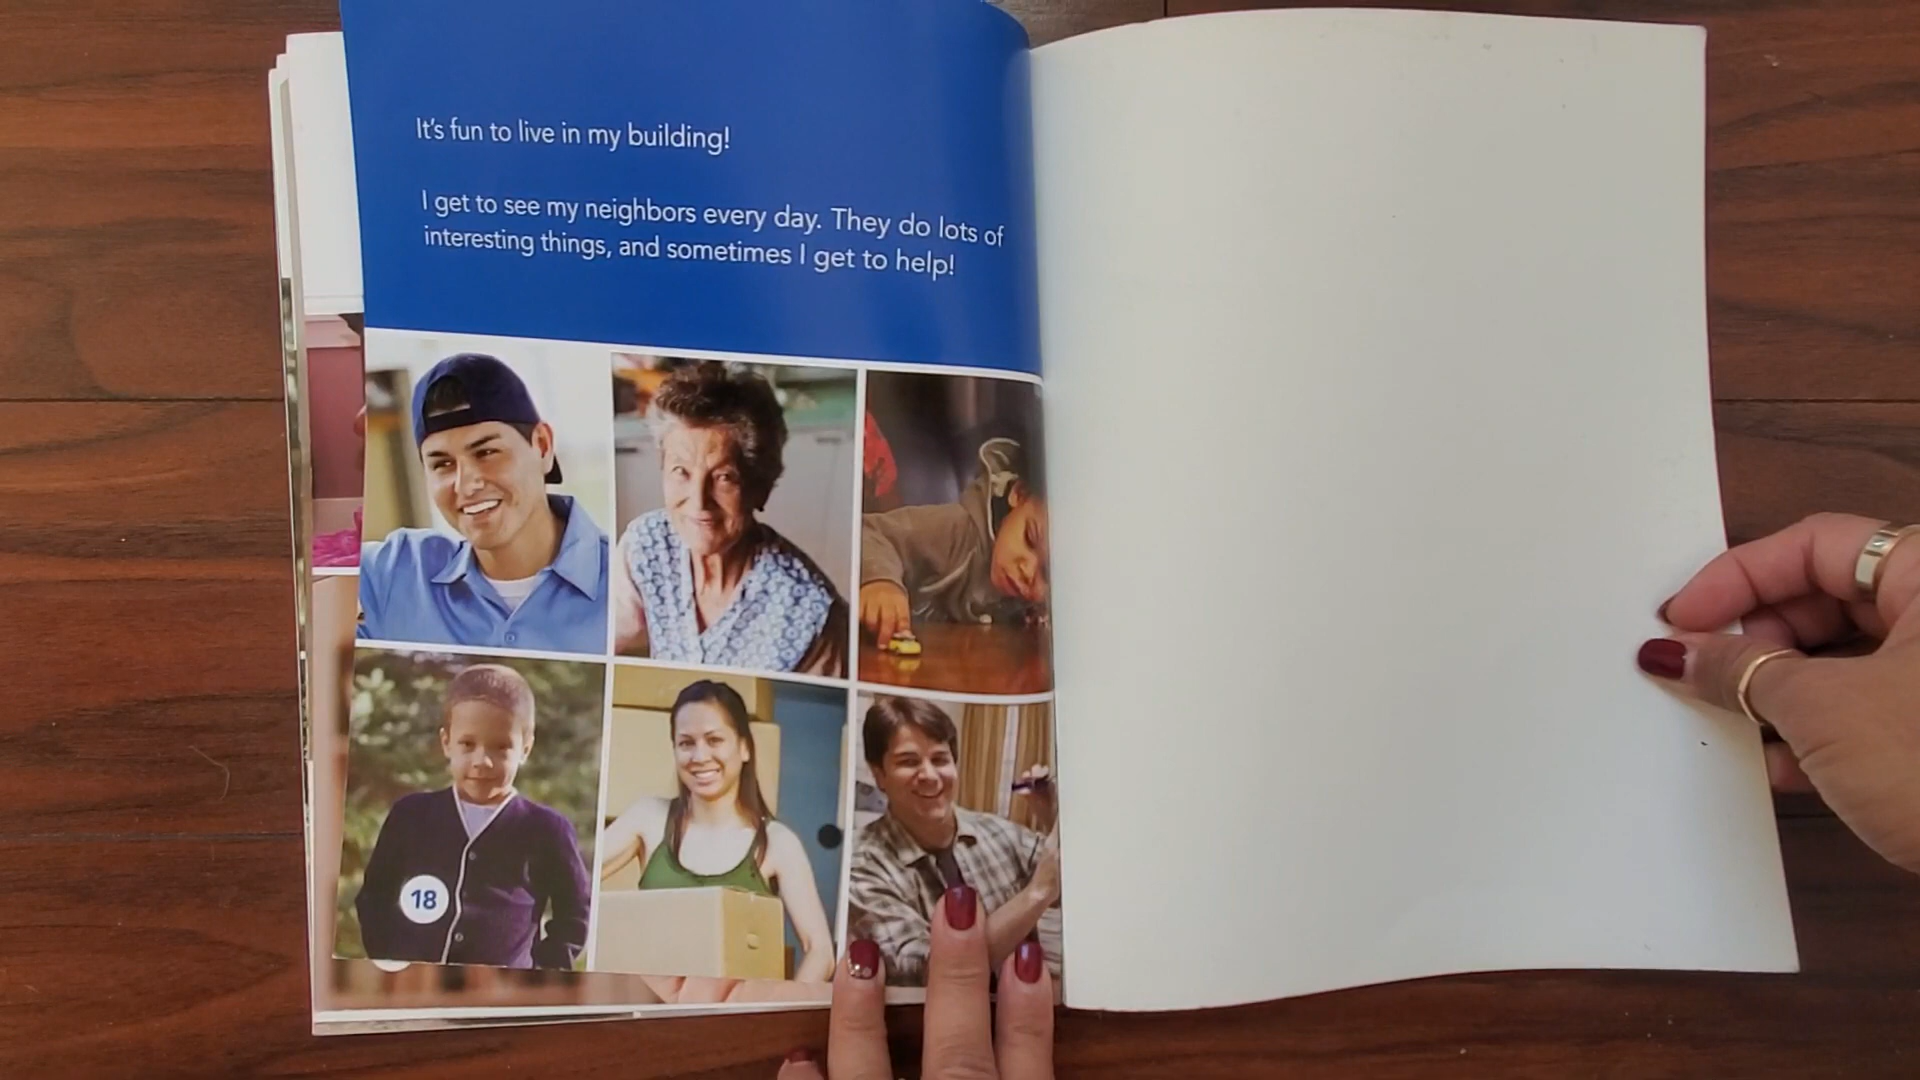 It's fun to live in my building!
I get to see my neighbors every day. They do lots of
interesting things, and sometimes I get to help!
18